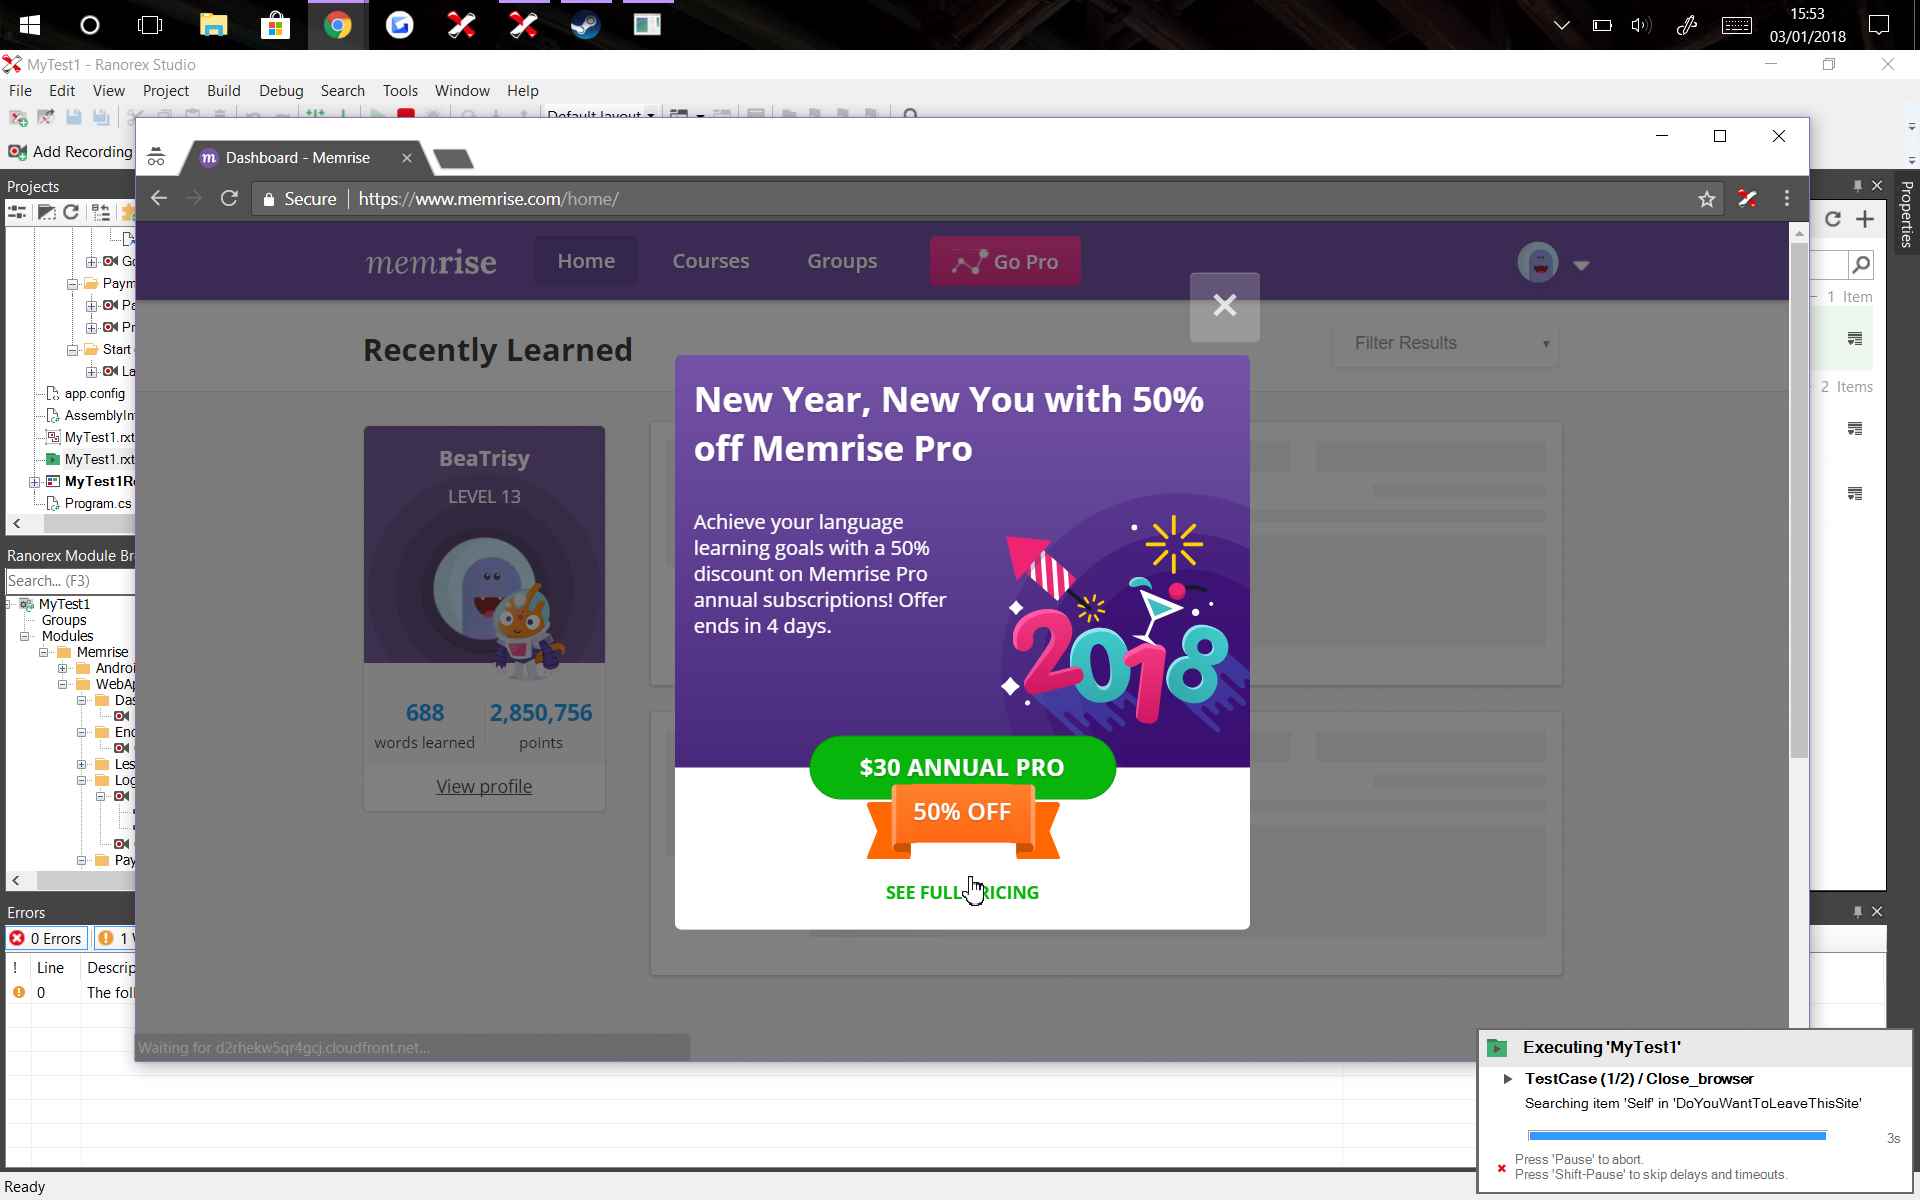 15:53
03/01/2018
MyTest1 - Ranorex Studio
File Edit View Project Build Debug Search Tools Window Help
Default layout
Add Recording
Dashboard - Memrise
Secure https://www.memrise.com/home/
Projects
Properties
memrise Home Courses Groups Go Pro
1 Item
2 Items
Paym
Start
app.config
AssemblyIn
MyTest1.rxt
MyTest1.rxt
MyTest1Re
Program.cs
Recently Learned
Filter Results
New Year, New You with 50%
off Memrise Pro
BeaTrisy
LEVEL 13
Achieve your language
learning goals with a 50%
discount on Memrise Pro
annual subscriptions! Offer
ends in 4 days.
2018
688 2,850,756
words learned points
View profile
$30 ANNUAL PRO
50% OFF
SEE FULL PRICING
Ranorex Module Br
Search... (F3)
MyTest1
Groups
Modules
Memrise
Androi
WebAp
Das
End
Les
Log
Pay
Errors
0 Errors 1
! Line Descrip
0 The foll
Waiting for d2rhekw5qr4gcj.cloudfront.net...
Executing 'MyTest1'
TestCase (1/2) / Close_browser
Searching item 'Self' in 'DoYouWantToLeaveThisSite'
3s
Press 'Pause' to abort.
Press 'Shift-Pause' to skip delays and timeouts.
Ready